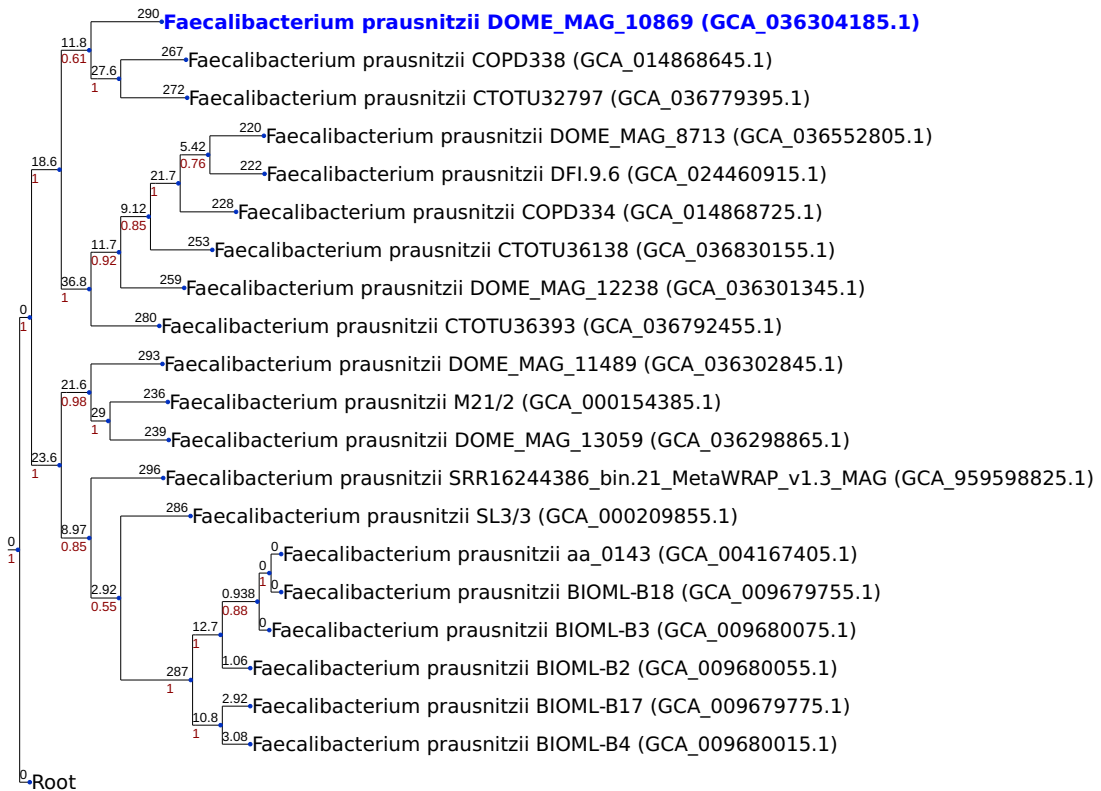 290
Faecalibacterium prausnitzii DOME_MAG_10869 (GCA_036304185.1)
11.8
0.61
267
Faecalibacterium prausnitzii COPD338 (GCA_014868645.1)
27.6
1
272
Faecalibacterium prausnitzii CTOTU32797 (GCA_036779395.1)
220
Faecalibacterium prausnitzii DOME_MAG_8713 (GCA_036552805.1)
5.42
0.76
18.6
1
222
Faecalibacterium prausnitzii DFI.9.6 (GCA_024460915.1)
21.7
1
228
Faecalibacterium prausnitzii COPD334 (GCA_014868725.1)
9.12
0.85
253
Faecalibacterium prausnitzii CTOTU36138 (GCA_036830155.1)
11.7
0.92
259
Faecalibacterium prausnitzii DOME_MAG_12238 (GCA_036301345.1)
36.8
1
280
Faecalibacterium prausnitzii CTOTU36393 (GCA_036792455.1)
0
1
293
Faecalibacterium prausnitzii DOME_MAG_11489 (GCA_036302845.1)
21.6
0.98
236
Faecalibacterium prausnitzii M21/2 (GCA_000154385.1)
29
1
239
Faecalibacterium prausnitzii DOME_MAG_13059 (GCA_036298865.1)
23.6
1
296
Faecalibacterium prausnitzii SRR16244386_bin.21_MetaWRAP_v1.3_MAG (GCA_959598825.1)
286
Faecalibacterium prausnitzii SL3/3 (GCA_000209855.1)
8.97
0.85
0
1
0
Faecalibacterium prausnitzii aa_0143 (GCA_004167405.1)
0
1
0
Faecalibacterium prausnitzii BIOML-B18 (GCA_009679755.1)
2.92
0.55
0.938
0.88
0
Faecalibacterium prausnitzii BIOML-B3 (GCA_009680075.1)
12.7
1
1.06
Faecalibacterium prausnitzii BIOML-B2 (GCA_009680055.1)
287
1
2.92
Faecalibacterium prausnitzii BIOML-B17 (GCA_009679775.1)
10.8
1
3.08
Faecalibacterium prausnitzii BIOML-B4 (GCA_009680015.1)
0
Root